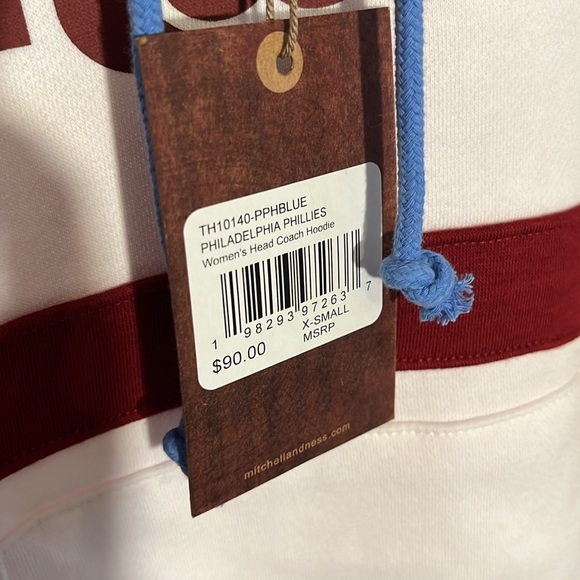 TH10140-PPHBLUE
PHILADELPHIA PHILLIES
Women's Head Coach Hoodie
1 98293 97263 7
X-SMALL
$90.00 MSRP
mitchellandness.com